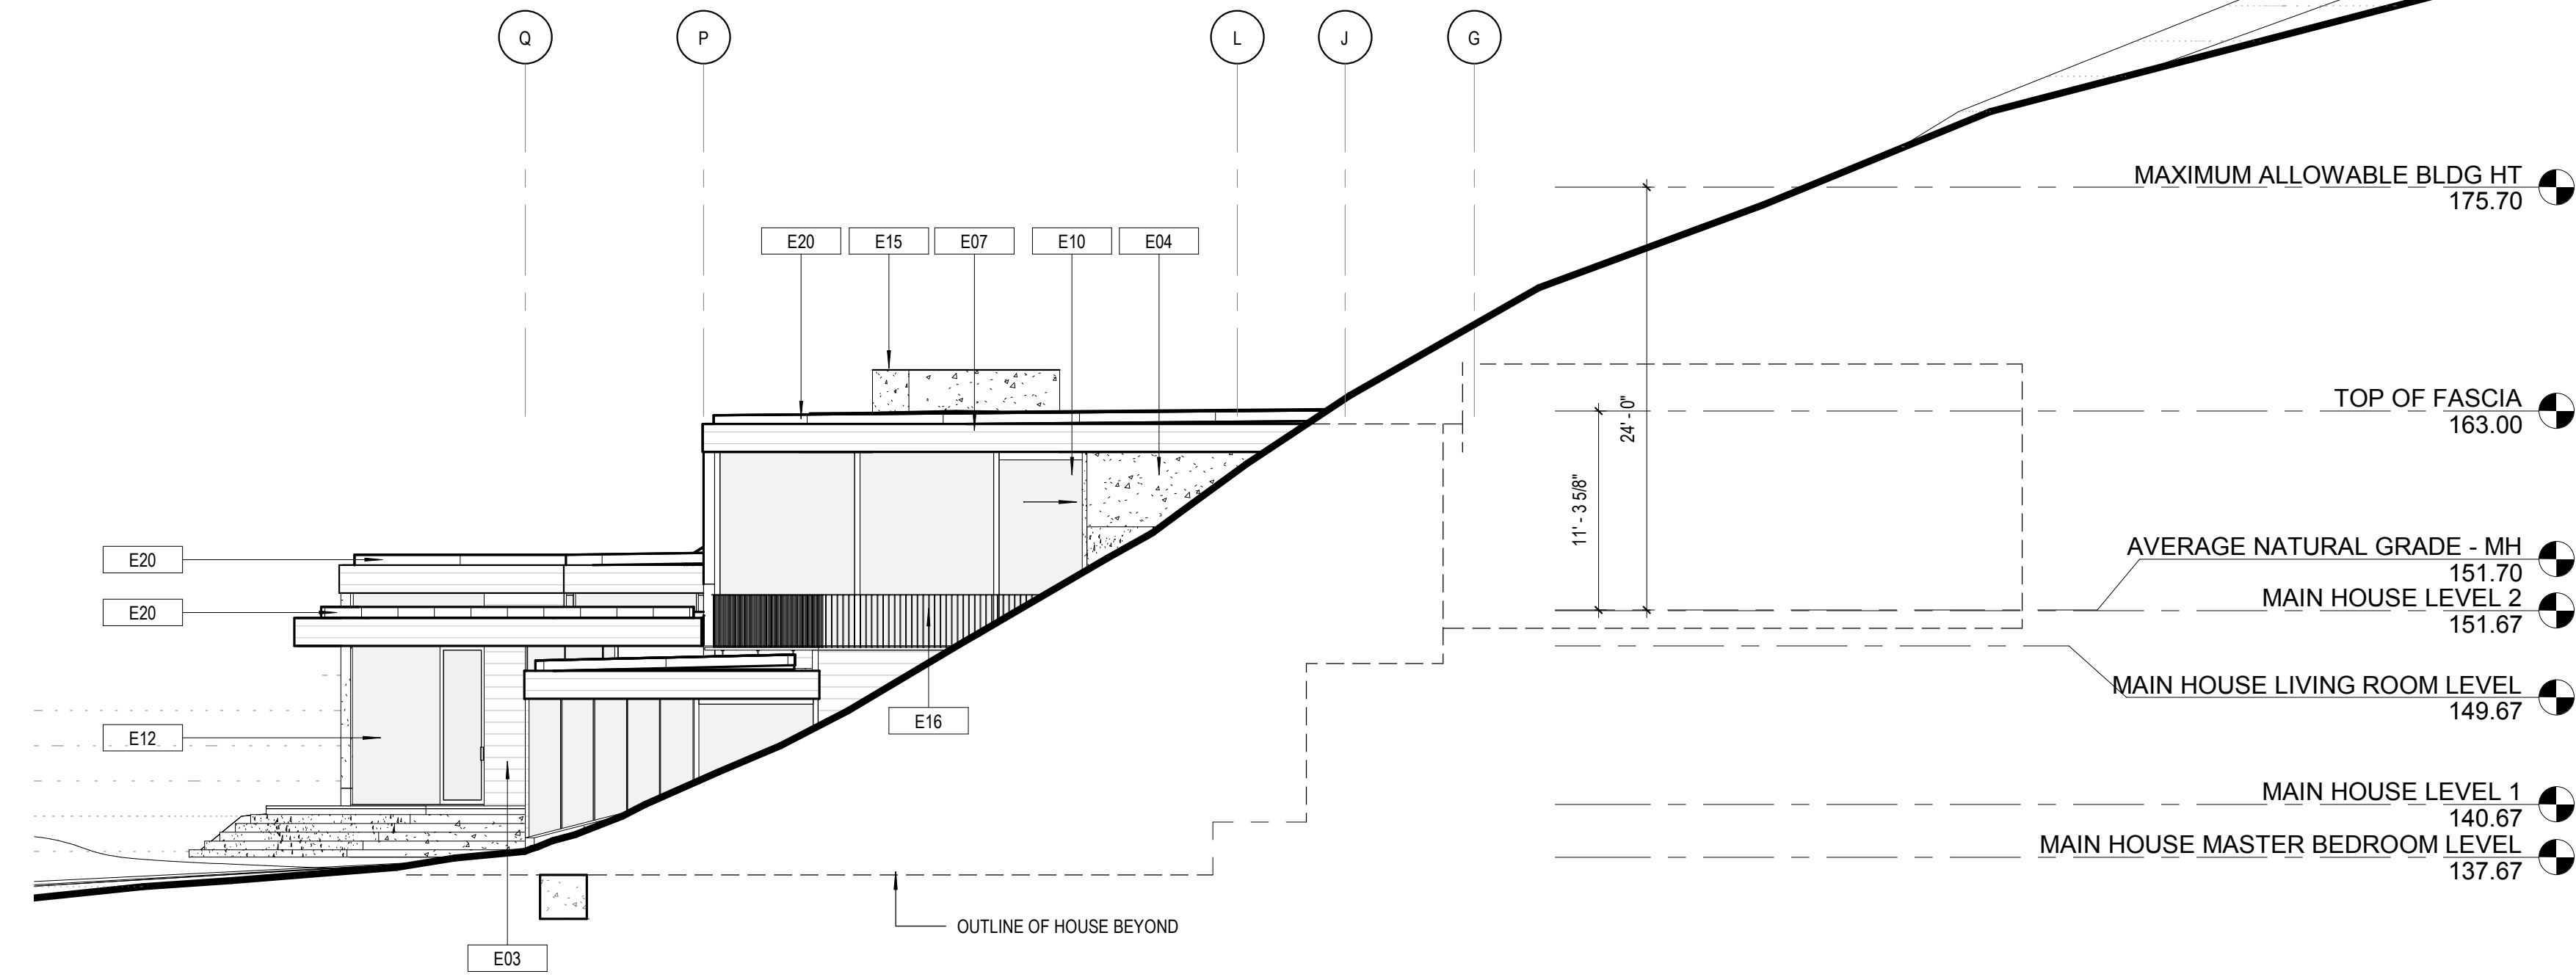 Q P L J G
MAXIMUM ALLOWABLE BLDG HT
175.70
E20 E15 E07 E10 E04
TOP OF FASCIA
163.00
24' - 0"
11' - 3 5/8"
AVERAGE NATURAL GRADE - MH
151.70
E20
MAIN HOUSE LEVEL 2
151.67
E20
MAIN HOUSE LIVING ROOM LEVEL
149.67
E16
E12
MAIN HOUSE LEVEL 1
140.67
MAIN HOUSE MASTER BEDROOM LEVEL
137.67
OUTLINE OF HOUSE BEYOND
E03